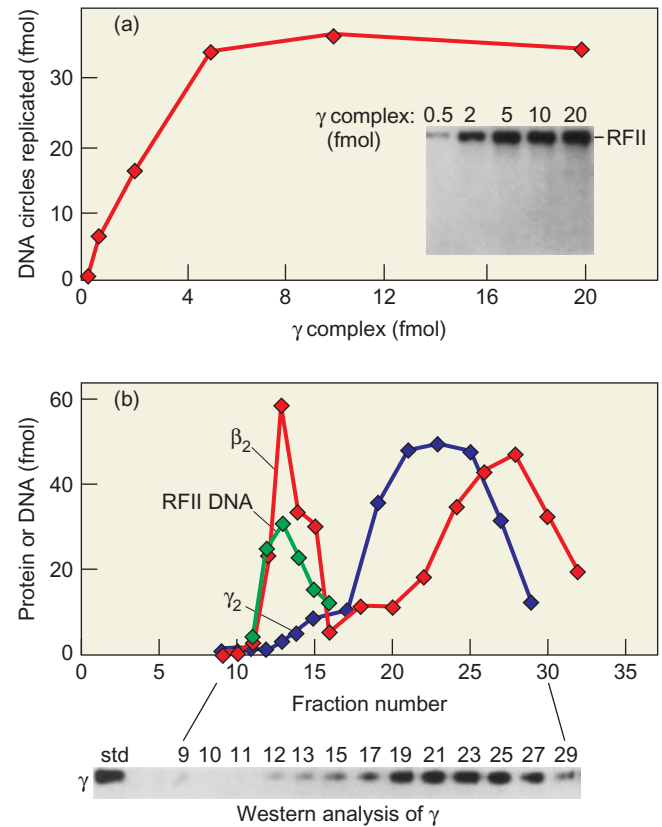 (a)
DNA circles replicated (fmol)
30
20
10
0
γ complex: 0.5 2 5 10 20
(fmol)
RFII
0 4 8 12 16 20
γ complex (fmol)
(b)
Protein or DNA (fmol)
60
40
20
0
β2
RFII DNA
γ2
0 5 10 15 20 25 30 35
Fraction number
std 9 10 11 12 13 15 17 19 21 23 25 27 29
γ
Western analysis of γ